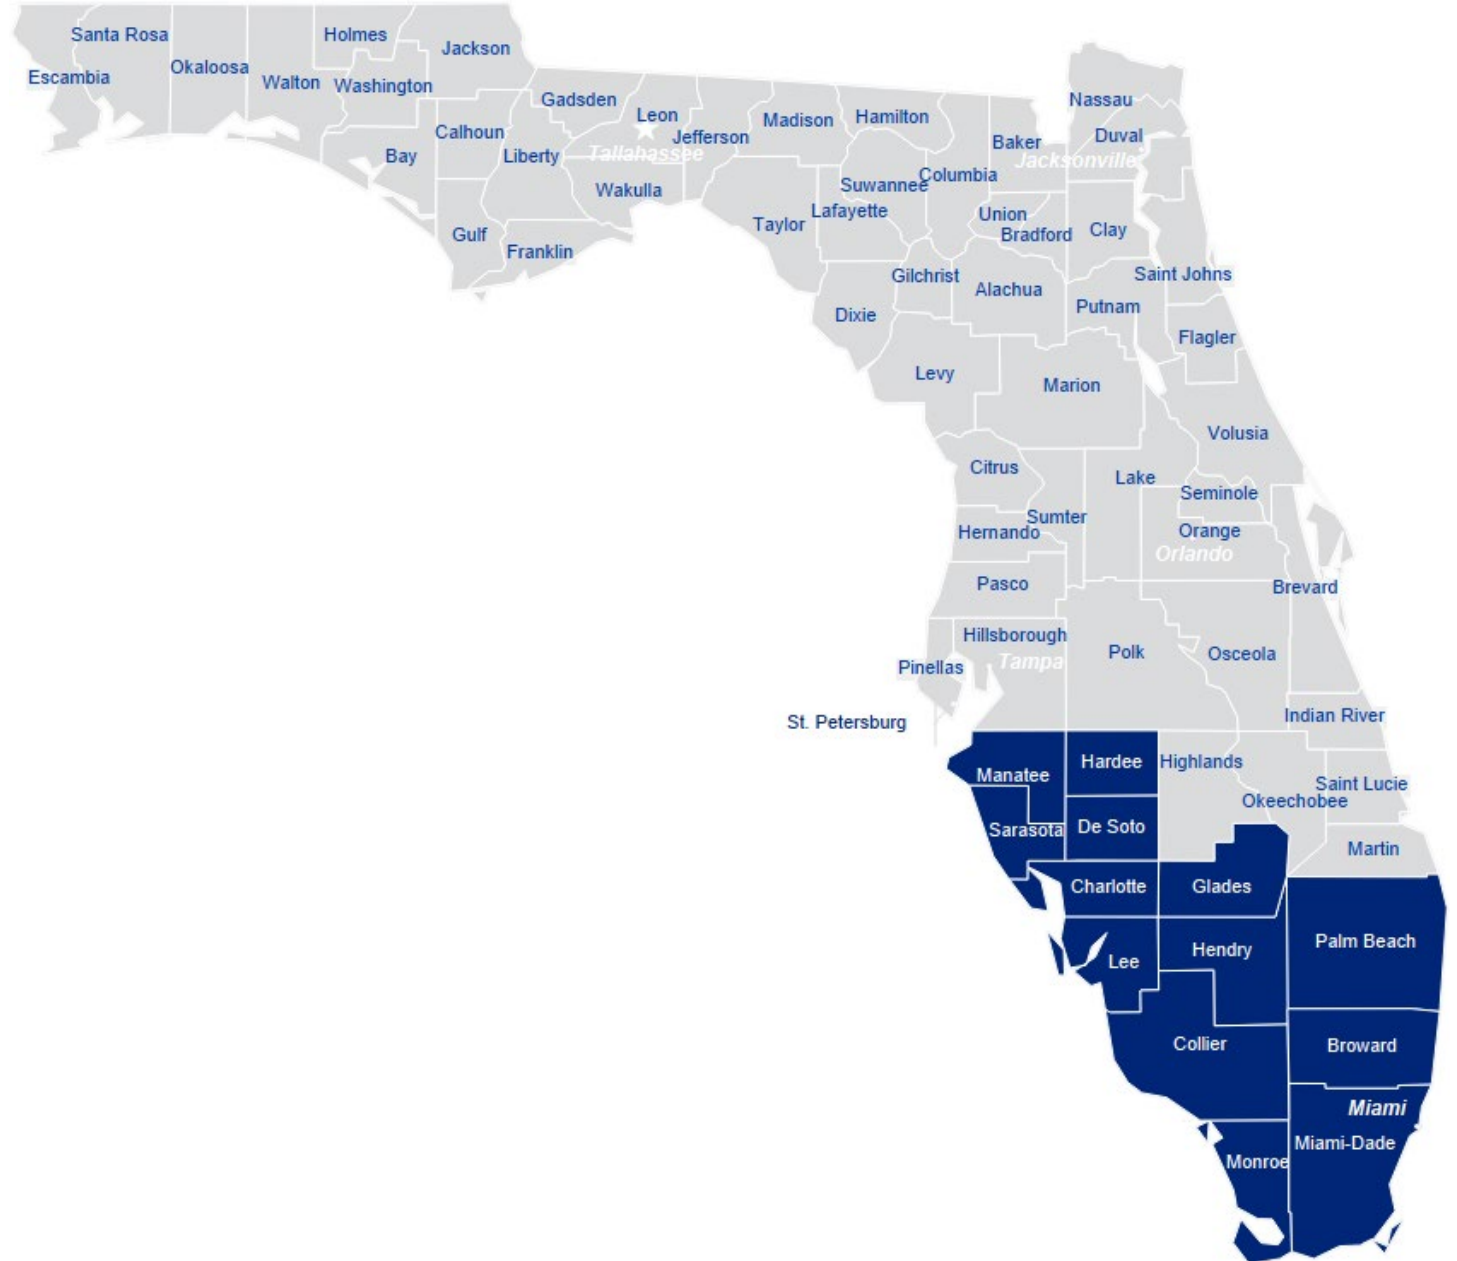 Santa Rosa
Holmes
Jackson
Escambia
Okaloosa
Walton
Washington
Gadsden
Leon
Madison
Hamilton
Nassau
Calhoun
Jefferson
Baker
Duval
Bay
Liberty
Tallahassee
Jacksonville
Wakulla
Suwannee
Columbia
Gulf
Franklin
Taylor
Lafayette
Union
Bradford
Clay
Gilchrist
Alachua
Saint Johns
Dixie
Putnam
Flagler
Levy
Marion
Volusia
Citrus
Lake
Seminole
Sumter
Hernando
Orange
Orlando
Pasco
Brevard
Hillsborough
Pinellas
Tampa
Polk
Osceola
St. Petersburg
Indian River
Manatee
Hardee
Highlands
Saint Lucie
Okeechobee
Sarasota
De Soto
Martin
Charlotte
Glades
Lee
Hendry
Palm Beach
Collier
Broward
Miami
Miami-Dade
Monroe